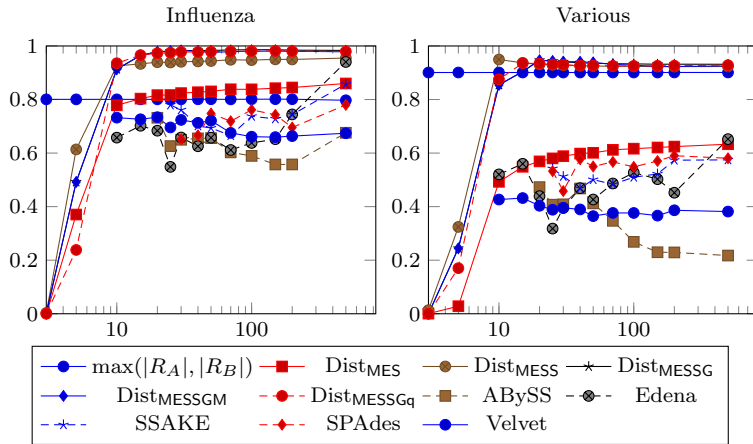 Influenza Various
1 1
0.8 0.8
0.6 0.6
0.4 0.4
0.2 0.2
0 0
10 100 10 100
max(|R_A|, |R_B|) Dist_MES Dist_MESS Dist_MESSG
Dist_MESSGM Dist_MESSGq ABySS Edena
SSAKE SPAdes Velvet